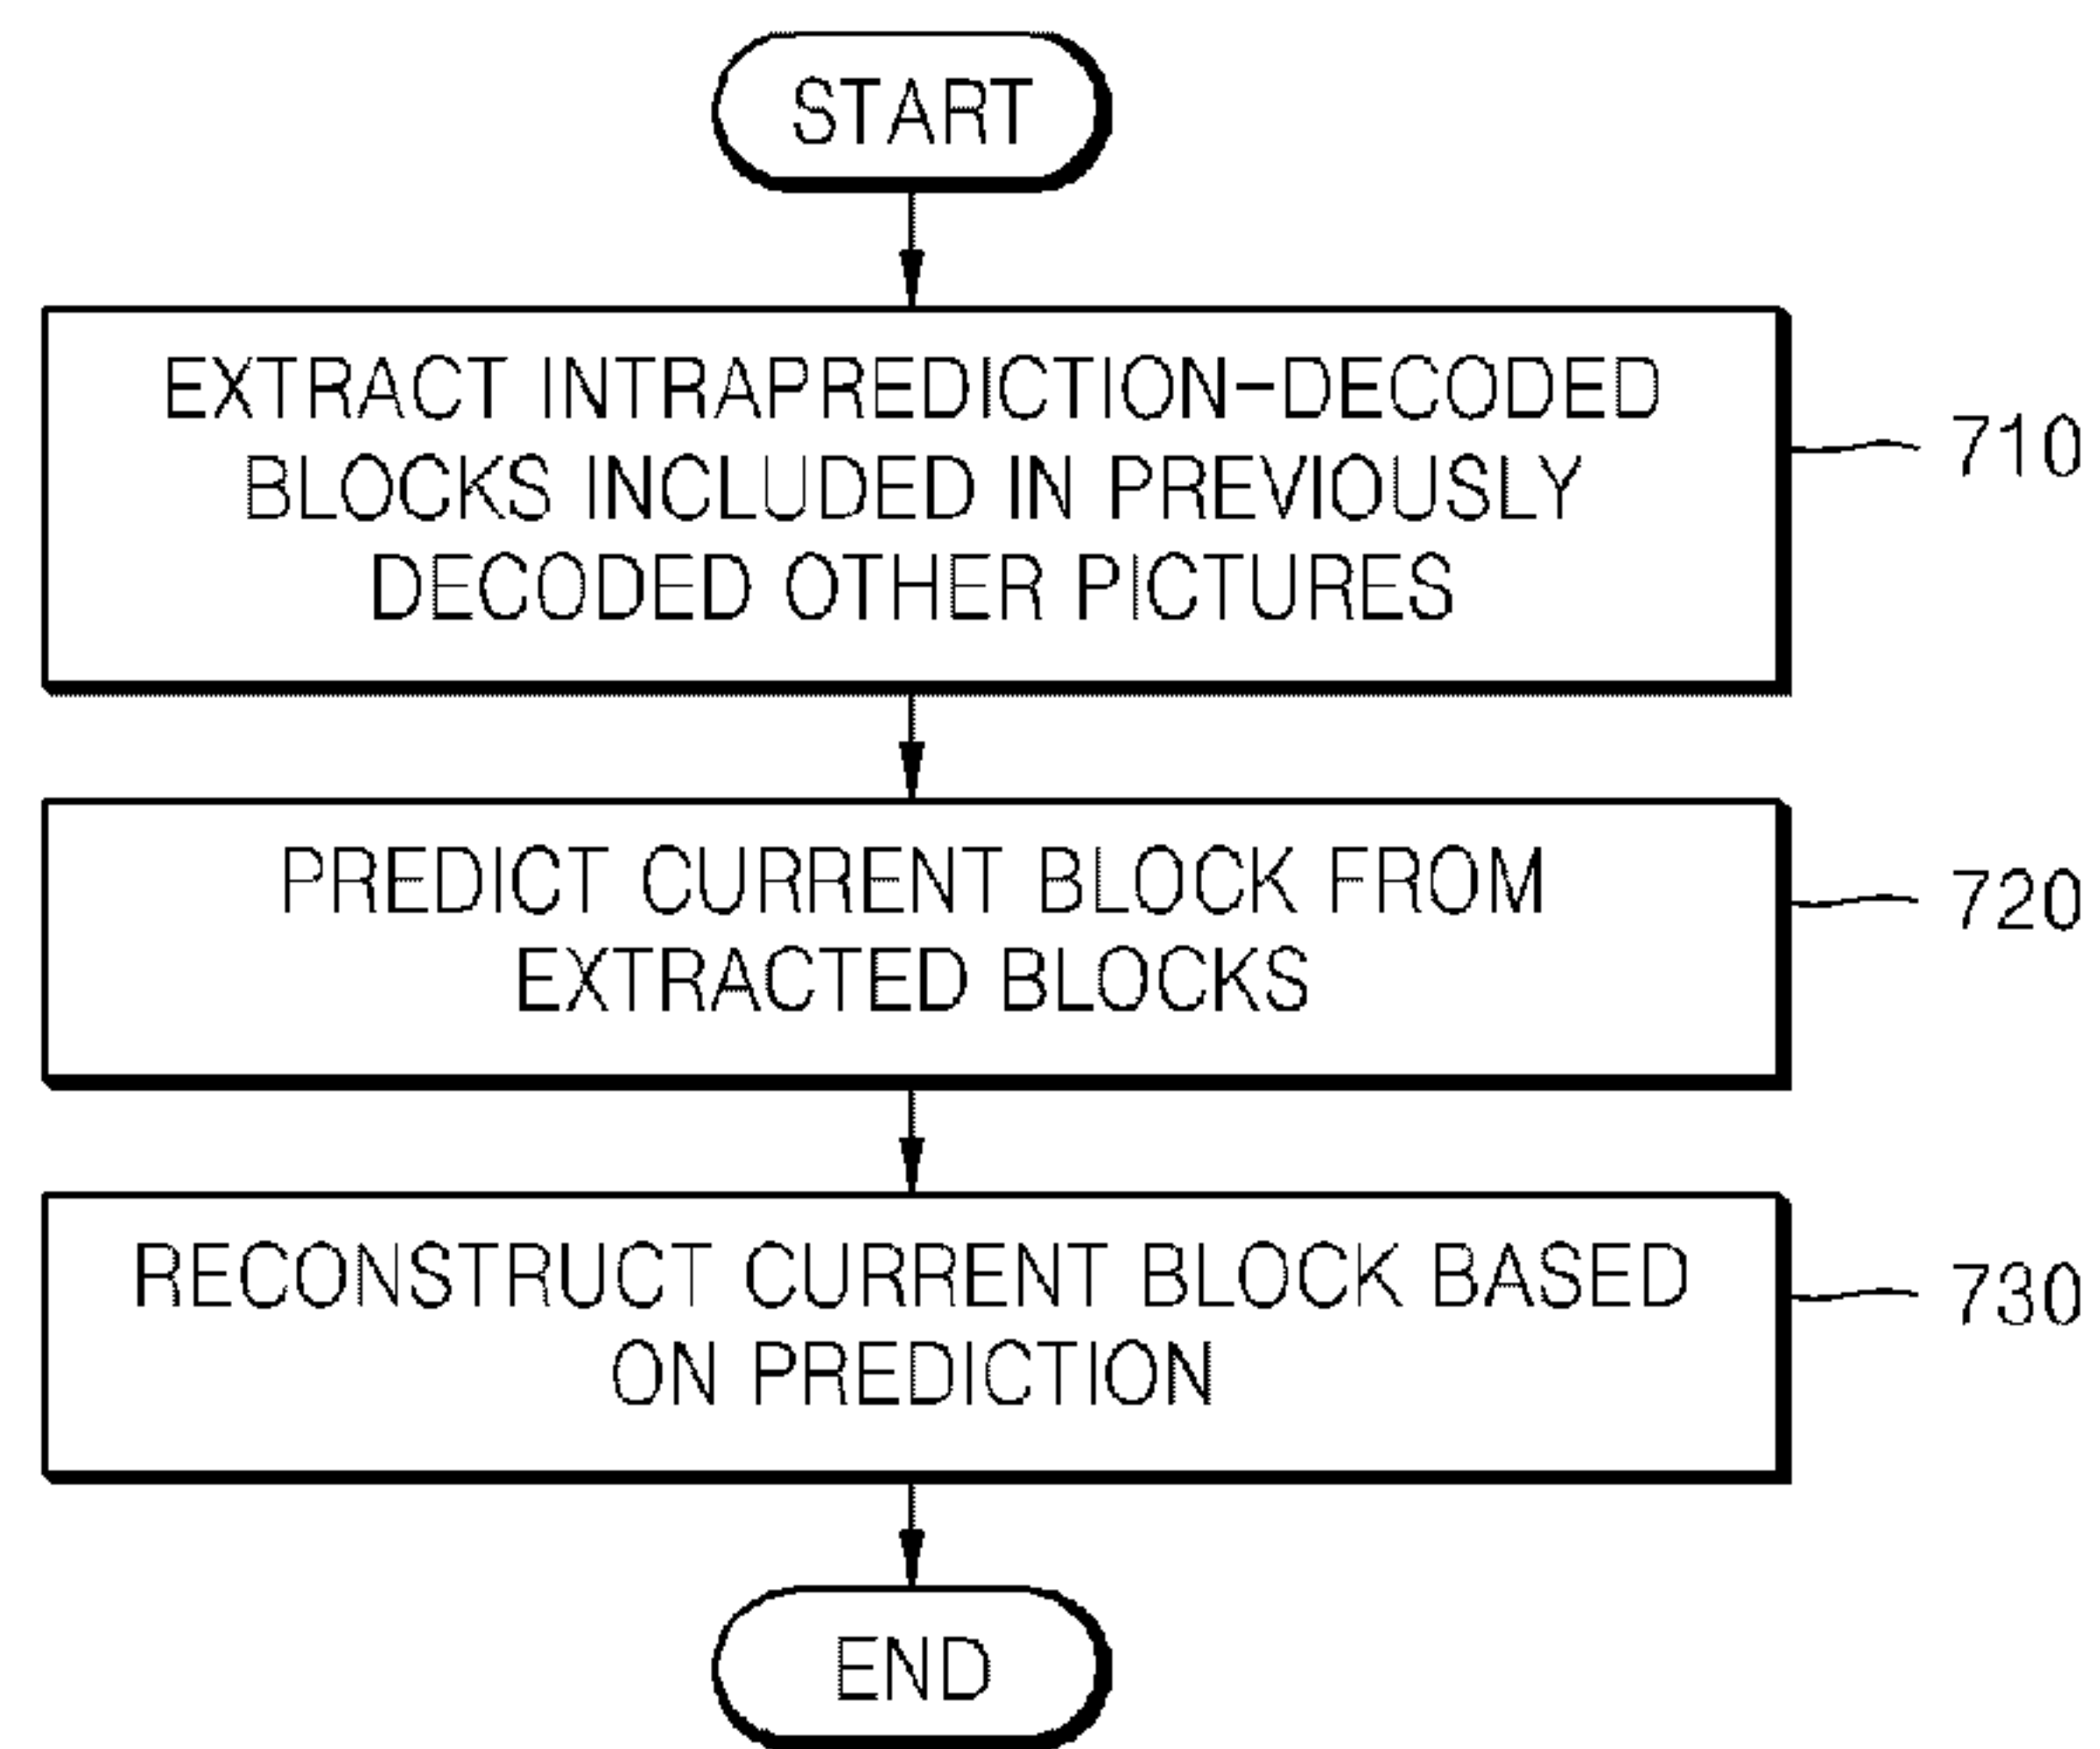 START
EXTRACT INTRAPREDICTION-DECODED
BLOCKS INCLUDED IN PREVIOUSLY
DECODED OTHER PICTURES
710
PREDICT CURRENT BLOCK FROM
EXTRACTED BLOCKS
720
RECONSTRUCT CURRENT BLOCK BASED
ON PREDICTION
730
END